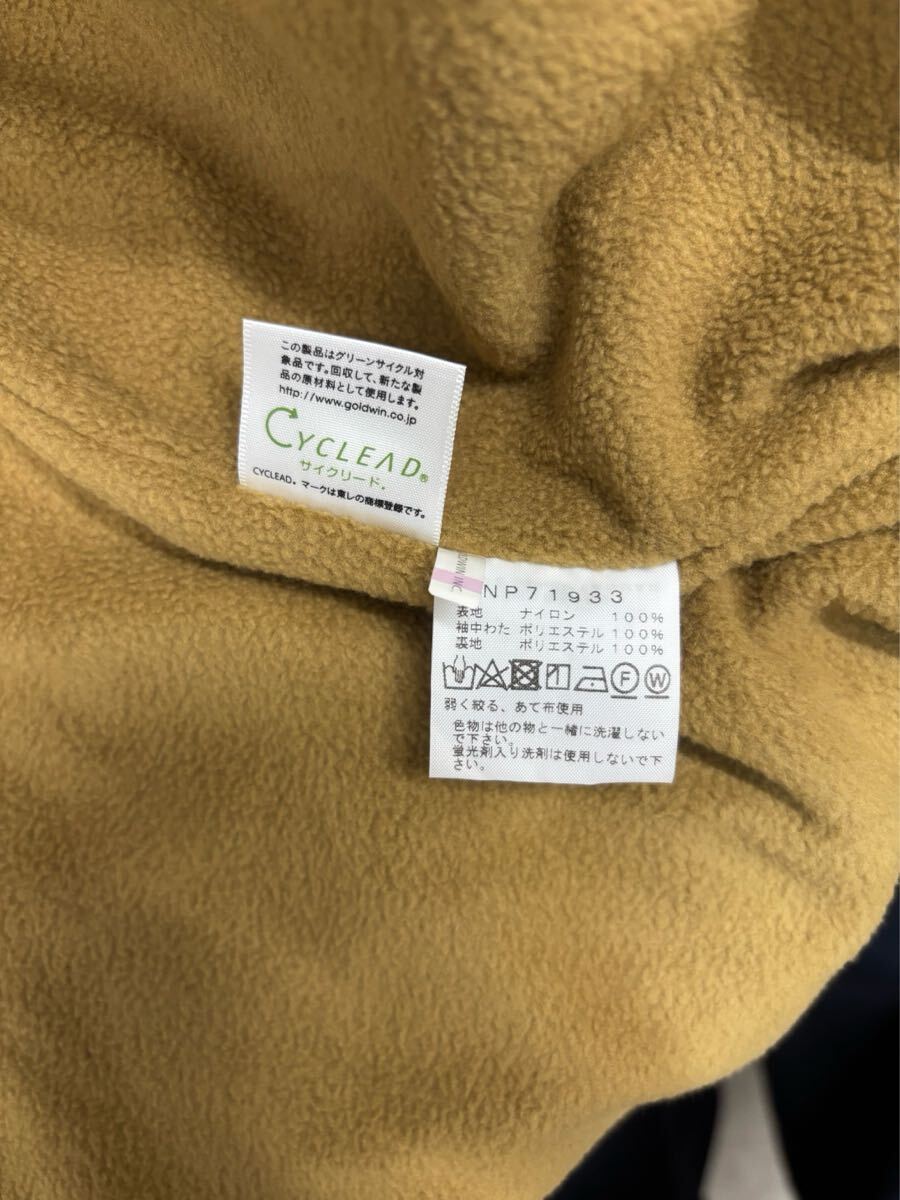 この製品はグリーンサイクル対
象品です。回収して、新たな製
品の原材料として使用します。
http://www.goldwin.co.jp
CYCLEAD®
サイクリード®
CYCLEAD® マークは東レの商標登録です。
DWIN INC
NP71933
表地 ナイロン 100%
袖中わた ポリエステル 100%
裏地 ポリエステル 100%
F W
弱く絞る、あて布使用
色物は他の物と一緒に洗濯しない
で下さい。
蛍光剤入り洗剤は使用しないで下
さい。